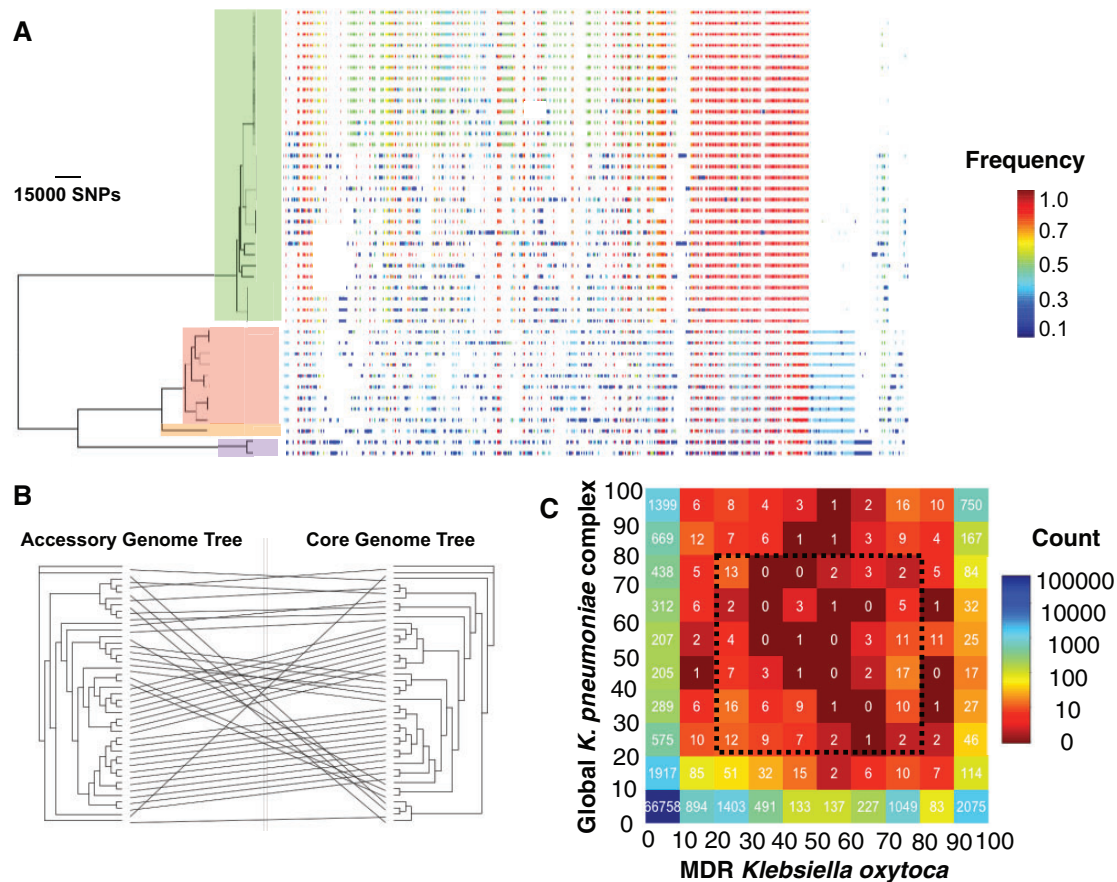 A
15000 SNPs
Frequency
1.0
0.7
0.5
0.3
0.1
B
Accessory Genome Tree
Core Genome Tree
C
Global K. pneumoniae complex
100
90
80
70
60
50
40
30
20
10
0
1399 6 8 4 3 1 2 16 10 750
669 12 7 6 1 1 3 9 4 167
438 5 13 0 0 2 3 2 5 84
312 6 2 0 3 1 0 5 1 32
207 2 4 0 1 0 3 11 11 25
205 1 7 3 1 0 2 17 0 17
289 6 16 6 9 1 0 10 1 27
575 10 12 9 7 2 1 2 2 46
1917 85 51 32 15 2 6 10 7 114
66758 894 1403 491 133 137 227 1049 83 2075
0 10 20 30 40 50 60 70 80 90 100
MDR Klebsiella oxytoca
Count
100000
10000
1000
100
10
0